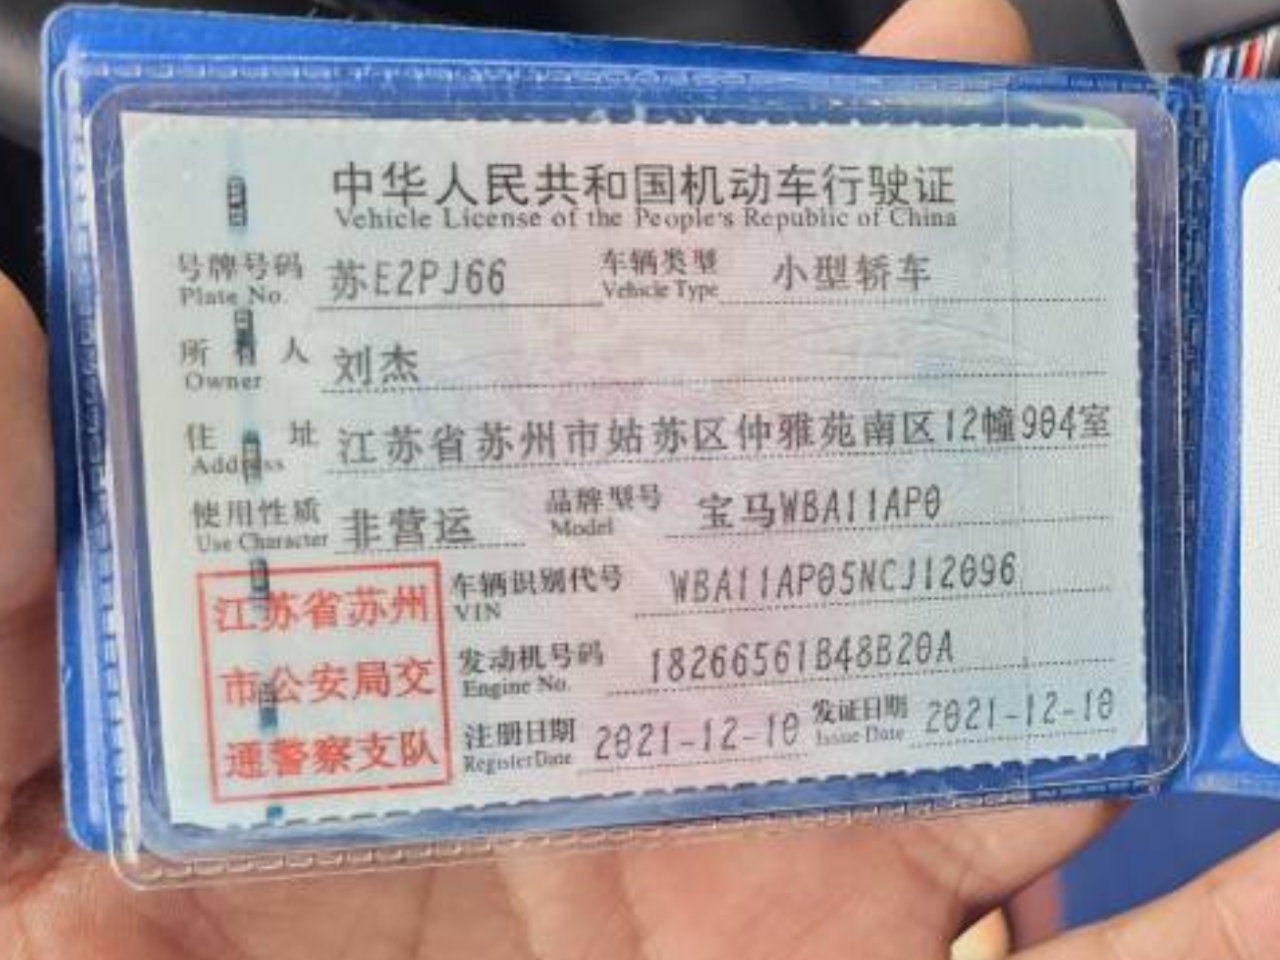 中华人民共和国机动车行驶证
Vehicle License of the People's Republic of China
号牌号码 苏E2PJ66 车辆类型 小型轿车
Plate No. Vehicle Type
所有人 刘杰
Owner
住址 江苏省苏州市姑苏区仲雅苑南区12幢904室
Address
使用性质 非营运 品牌型号 宝马WBA11AP0
Use Character Model
江苏省苏州
市公安局交
通警察支队
车辆识别代号 WBA11AP05NCJ12096
VIN
发动机号码 18266561B48B20A
Engine No.
注册日期 2021-12-10 发证日期 2021-12-10
Register Date Issue Date